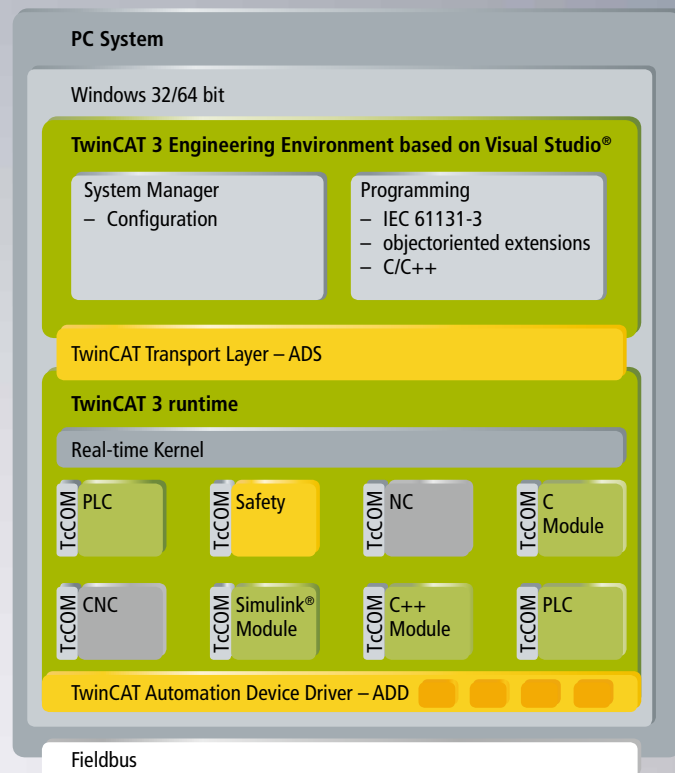 PC System
Windows 32/64 bit
TwinCAT 3 Engineering Environment based on Visual Studio®
System Manager
– Configuration
Programming
– IEC 61131-3
– objectoriented extensions
– C/C++
TwinCAT Transport Layer – ADS
TwinCAT 3 runtime
Real-time Kernel
TcCOM
PLC
TcCOM
Safety
TcCOM
NC
TcCOM
C
Module
TcCOM
CNC
TcCOM
Simulink®
Module
TcCOM
C++
Module
TcCOM
PLC
TwinCAT Automation Device Driver – ADD
Fieldbus